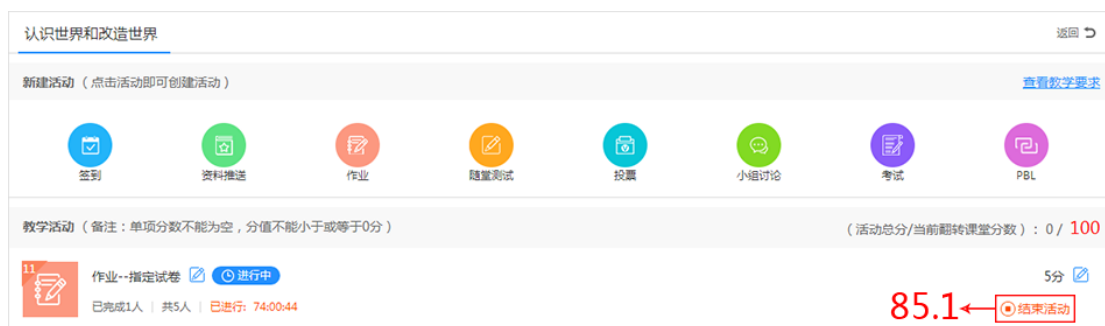 认识世界和改造世界
返回
新建活动（点击活动即可创建活动）
查看教学要求
签到
资料推送
作业
随堂测试
投票
小组讨论
考试
PBL
教学活动（备注：单项分数不能为空，分值不能小于或等于0分）
（活动总分/当前翻转课堂分数）：0 / 100
11
作业--指定试卷
进行中
5分
已完成1人 | 共5人 | 已进行: 74:00:44
85.1
结束活动